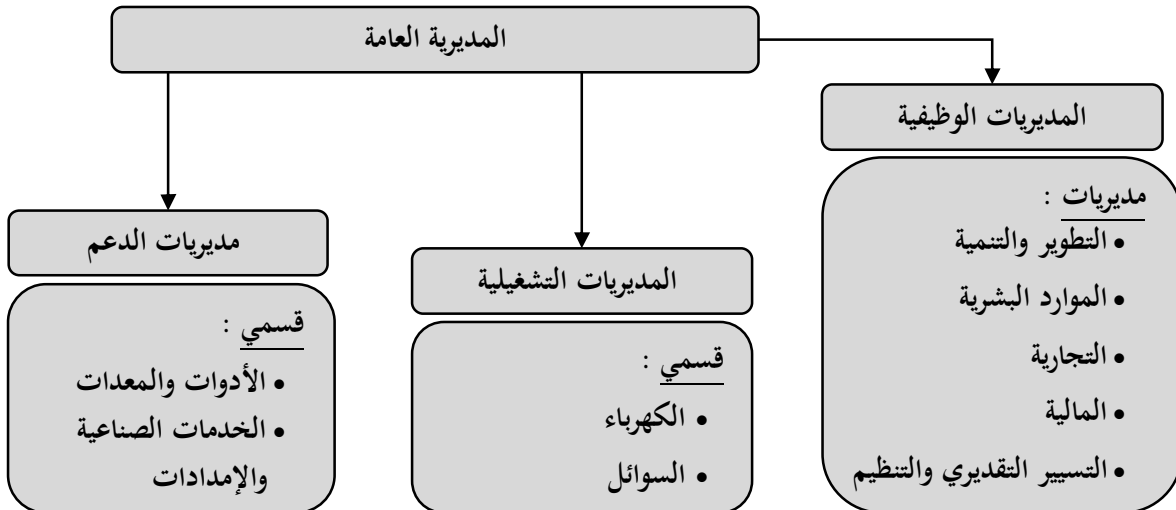 المديرية العامة
المديريات الوظيفية
مديريات :
• التطوير والتنمية
• الموارد البشرية
• التجارية
• المالية
• التسيير التقديري والتنظيم
المديريات التشغيلية
قسمي :
• الكهرباء
• السوائل
مديريات الدعم
قسمي :
• الأدوات والمعدات
• الخدمات الصناعية
والإمدادات